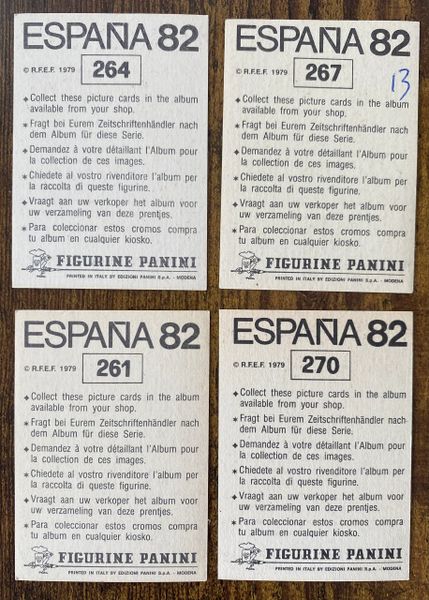 ESPAÑA 82
© R.F.E.F. 1979 264
Collect these picture cards in the album
available from your shop.
Fragt bei Eurem Zeitschriftenhändler nach
dem Album für diese Serie.
Demandez à votre détaillant l'Album pour
la collection de ces images.
Chiedete al vostro rivenditore l'album per
la raccolta di queste figurine.
Vraagt aan uw verkoper het album voor
uw verzameling van deze prentjes.
Para coleccionar estos cromos compra
tu album en cualquier kiosko.
FIGURINE PANINI
PRINTED IN ITALY BY EDIZIONI PANINI S.p.A. - MODENA
ESPAÑA 82
© R.F.E.F. 1979 267
13
Collect these picture cards in the album
available from your shop.
Fragt bei Eurem Zeitschriftenhändler nach
dem Album für diese Serie.
Demandez à votre détaillant l'Album pour
la collection de ces images.
Chiedete al vostro rivenditore l'album per
la raccolta di queste figurine.
Vraagt aan uw verkoper het album voor
uw verzameling van deze prentjes.
Para coleccionar estos cromos compra
tu album en cualquier kiosko.
FIGURINE PANINI
PRINTED IN ITALY BY EDIZIONI PANINI S.p.A. - MODENA
ESPAÑA 82
© R.F.E.F. 1979 261
Collect these picture cards in the album
available from your shop.
Fragt bei Eurem Zeitschriftenhändler nach
dem Album für diese Serie.
Demandez à votre détaillant l'Album pour
la collection de ces images.
Chiedete al vostro rivenditore l'album per
la raccolta di queste figurine.
Vraagt aan uw verkoper het album voor
uw verzameling van deze prentjes.
Para coleccionar estos cromos compra
tu album en cualquier kiosko.
FIGURINE PANINI
PRINTED IN ITALY BY EDIZIONI PANINI S.p.A. - MODENA
ESPAÑA 82
© R.F.E.F. 1979 270
Collect these picture cards in the album
available from your shop.
Fragt bei Eurem Zeitschriftenhändler nach
dem Album für diese Serie.
Demandez à votre détaillant l'Album pour
la collection de ces images.
Chiedete al vostro rivenditore l'album per
la raccolta di queste figurine.
Vraagt aan uw verkoper het album voor
uw verzameling van deze prentjes.
Para coleccionar estos cromos compra
tu album en cualquier kiosko.
FIGURINE PANINI
PRINTED IN ITALY BY EDIZIONI PANINI S.p.A. - MODENA